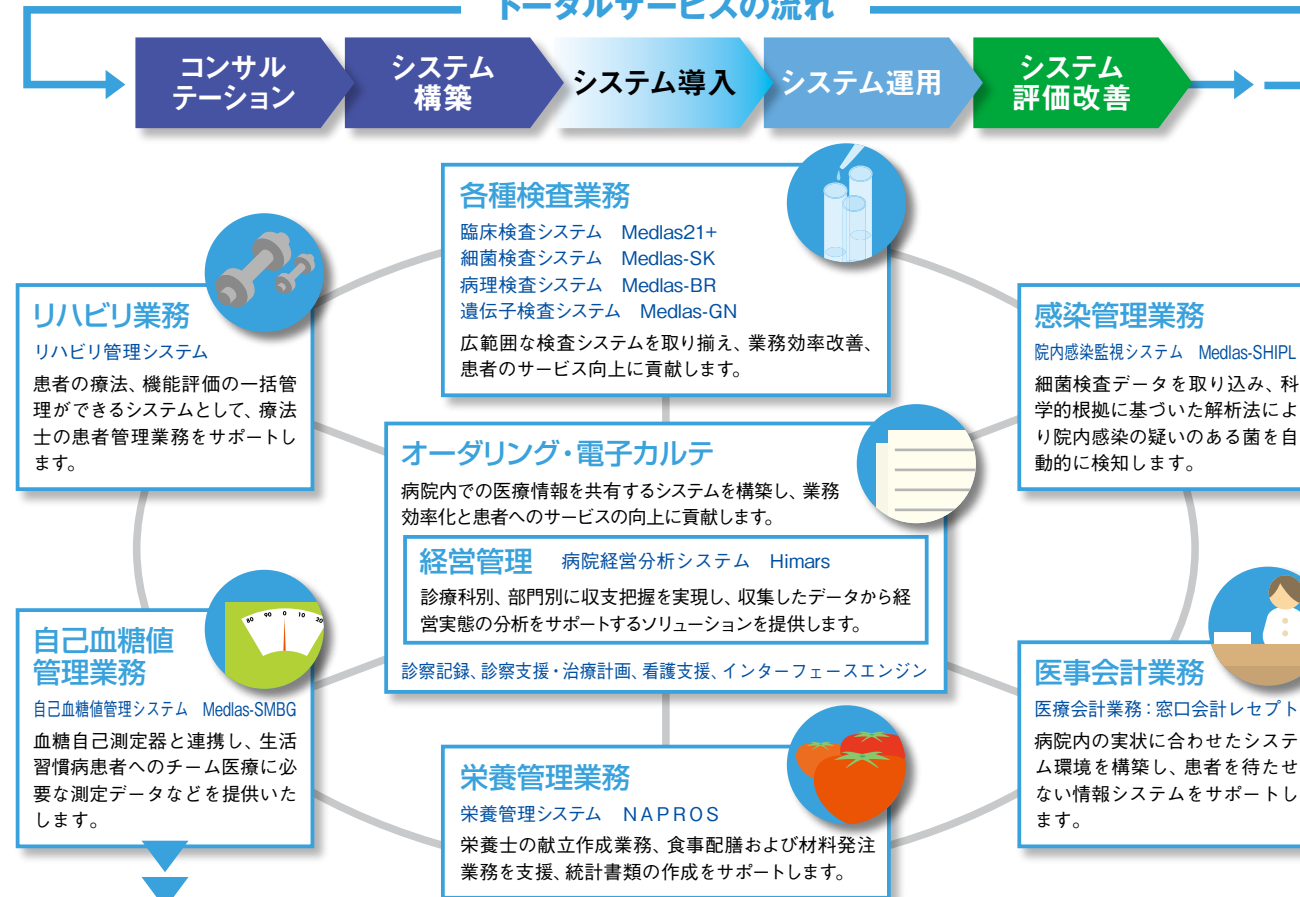 トータルサービスの流れ
コンサル
テーション
システム
構築
システム導入
システム運用
システム
評価改善
各種検査業務
臨床検査システム　Medlas21+
細菌検査システム　Medlas-SK
病理検査システム　Medlas-BR
遺伝子検査システム　Medlas-GN
広範囲な検査システムを取り揃え、業務効率改善、
患者のサービス向上に貢献します。
リハビリ業務
リハビリ管理システム
患者の療法、機能評価の一括管
理ができるシステムとして、療法
士の患者管理業務をサポートし
ます。
感染管理業務
院内感染監視システム　Medlas-SHIPL
細菌検査データを取り込み、科
学的根拠に基づいた解析法によ
り院内感染の疑いのある菌を自
動的に検知します。
オーダリング・電子カルテ
病院内での医療情報を共有するシステムを構築し、業務
効率化と患者へのサービスの向上に貢献します。
経営管理　病院経営分析システム　Himars
診療科別、部門別に収支把握を実現し、収集したデータから経
営実態の分析をサポートするソリューションを提供します。
診察記録、診察支援・治療計画、看護支援、インターフェースエンジン
80 90 0 10 20
自己血糖値
管理業務
自己血糖値管理システム　Medlas-SMBG
血糖自己測定器と連携し、生活
習慣病患者へのチーム医療に必
要な測定データなどを提供いた
します。
医事会計業務
医療会計業務：窓口会計レセプト
病院内の実状に合わせたシステ
ム環境を構築し、患者を待たせ
ない情報システムをサポートし
ます。
栄養管理業務
栄養管理システム　NAPROS
栄養士の献立作成業務、食事配膳および材料発注
業務を支援、統計書類の作成をサポートします。